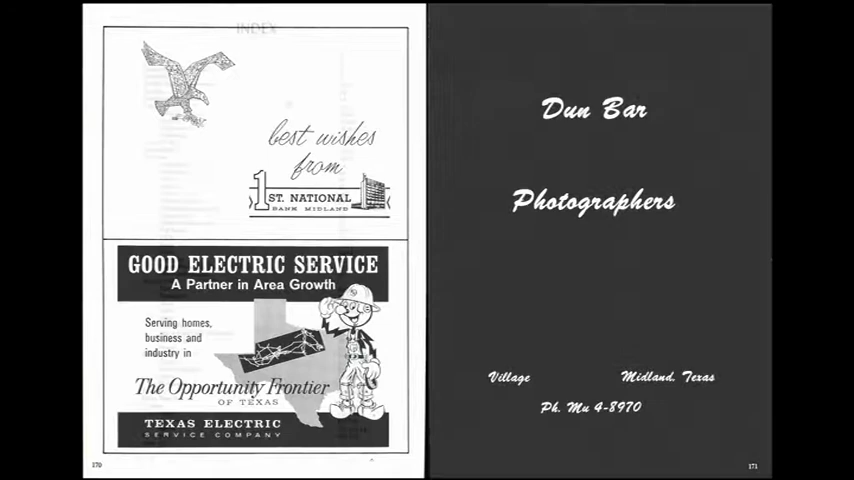 INDEX
best wishes
from
1ST. NATIONAL
BANK MIDLAND
GOOD ELECTRIC SERVICE
A Partner in Area Growth
Serving homes,
business and
industry in
The Opportunity Frontier
OF TEXAS
TEXAS ELECTRIC
SERVICE COMPANY
170
Dun Bar
Photographers
Village Midland, Texas
Ph. Mu 4-8970
171